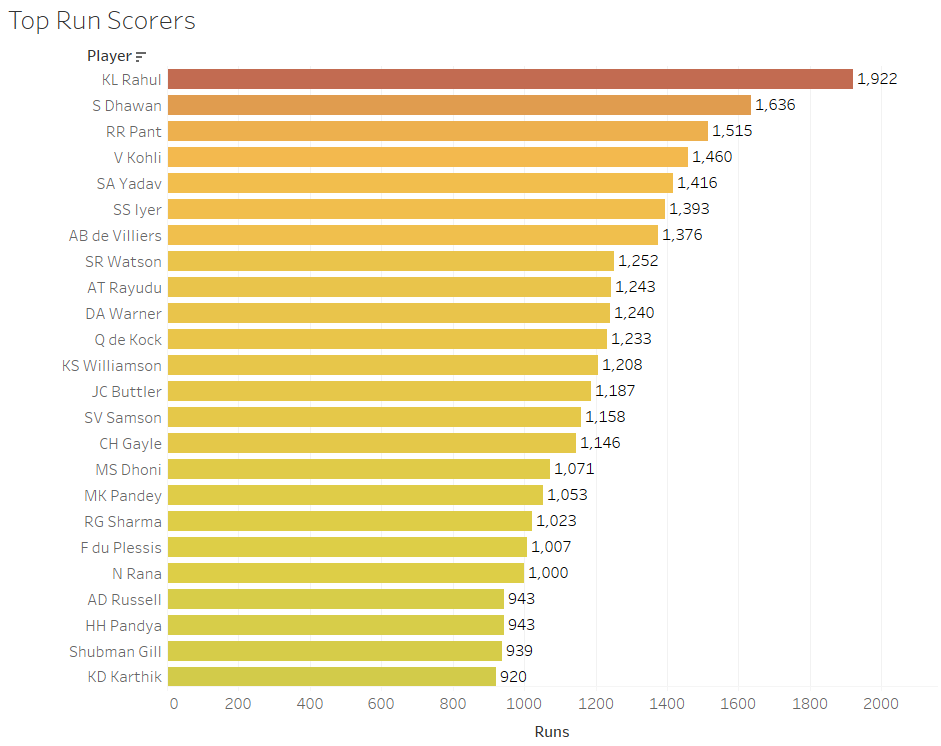 Top Run Scorers
Player
KL Rahul 1,922
S Dhawan 1,636
RR Pant 1,515
V Kohli 1,460
SA Yadav 1,416
SS Iyer 1,393
AB de Villiers 1,376
SR Watson 1,252
AT Rayudu 1,243
DA Warner 1,240
Q de Kock 1,233
KS Williamson 1,208
JC Buttler 1,187
SV Samson 1,158
CH Gayle 1,146
MS Dhoni 1,071
MK Pandey 1,053
RG Sharma 1,023
F du Plessis 1,007
N Rana 1,000
AD Russell 943
HH Pandya 943
Shubman Gill 939
KD Karthik 920
0 200 400 600 800 1000 1200 1400 1600 1800 2000
Runs